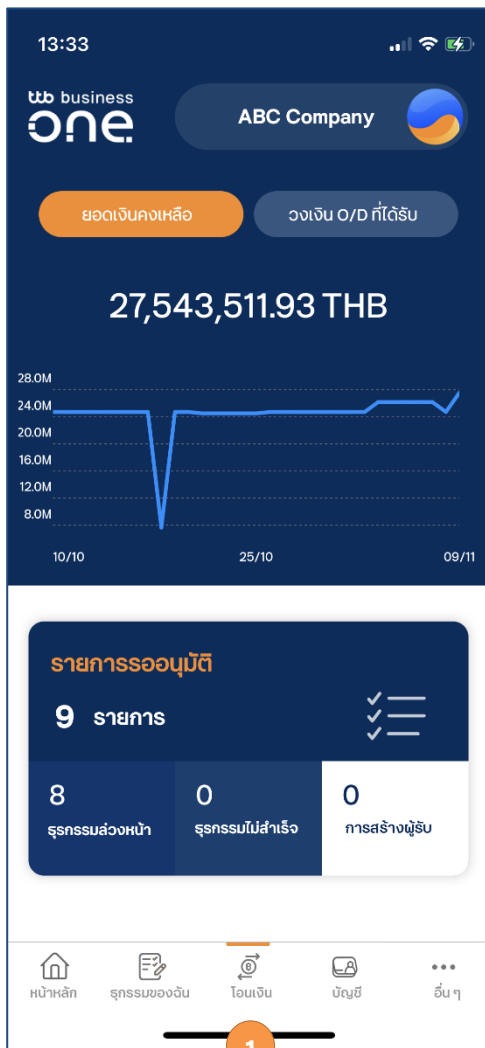 13:33
ttb business
one
ABC Company
ยอดเงินคงเหลือ
วงเงิน O/D ที่ได้รับ
27,543,511.93 THB
28.0M
24.0M
20.0M
16.0M
12.0M
8.0M
10/10
25/10
09/11
รายการรออนุมัติ
9 รายการ
8
ธุรกรรมล่วงหน้า
0
ธุรกรรมไม่สำเร็จ
0
การสร้างผู้รับ
หน้าหลัก
ธุกรรมของฉัน
โอนเงิน
บัญชี
อื่น ๆ
1